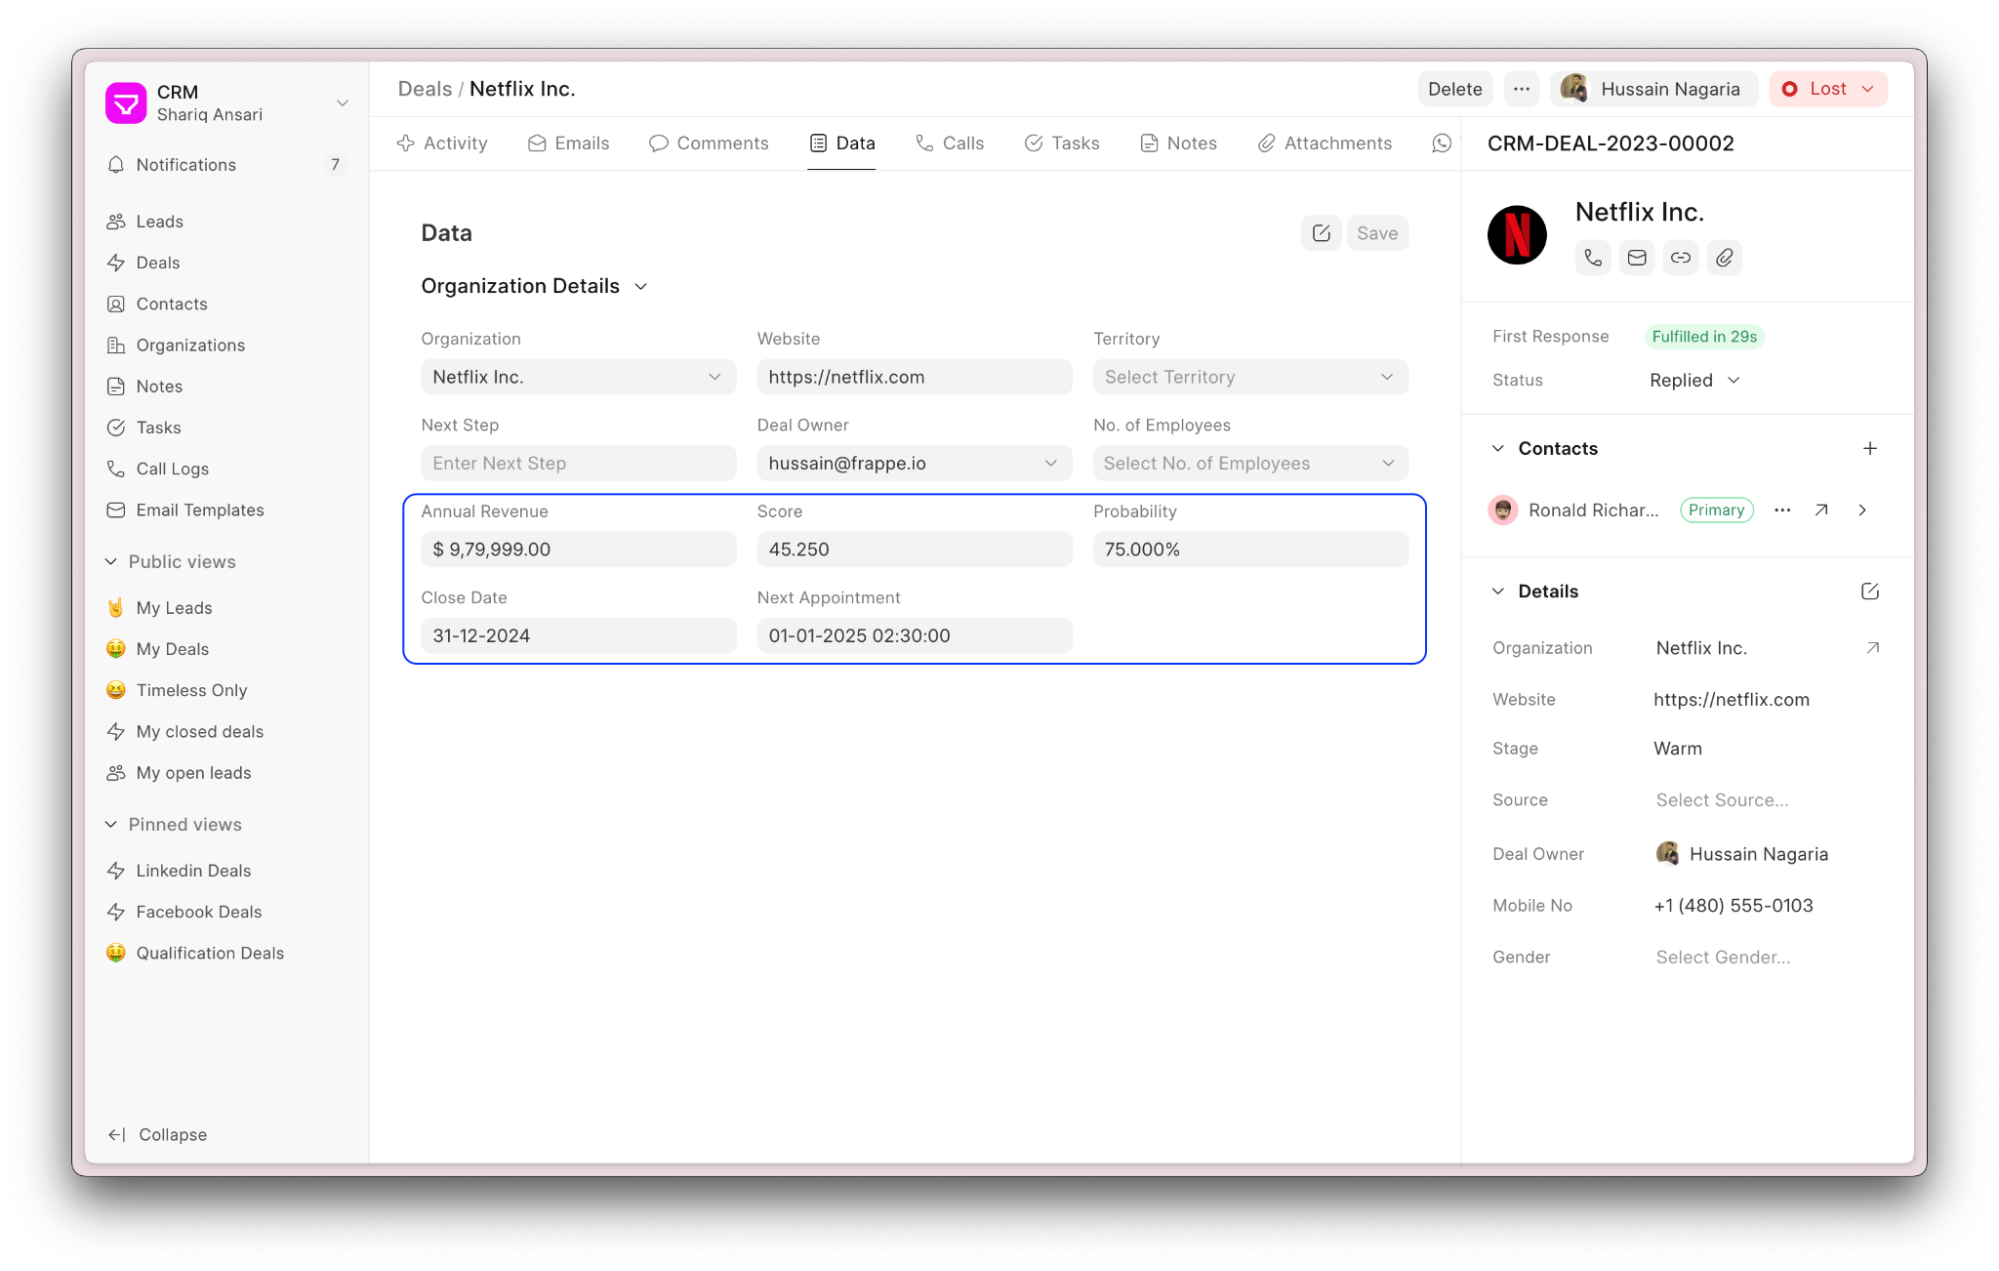 CRM
Shariq Ansari
Notifications 7
Leads
Deals
Contacts
Organizations
Notes
Tasks
Call Logs
Email Templates
Public views
My Leads
My Deals
Timeless Only
My closed deals
My open leads
Pinned views
Linkedin Deals
Facebook Deals
Qualification Deals
Collapse
Deals / Netflix Inc.
Delete ... Hussain Nagaria Lost
Activity Emails Comments Data Calls Tasks Notes Attachments
Data Save
Organization Details
Organization Website Territory
Netflix Inc. https://netflix.com Select Territory
Next Step Deal Owner No. of Employees
Enter Next Step hussain@frappe.io Select No. of Employees
Annual Revenue Score Probability
$ 9,79,999.00 45.250 75.000%
Close Date Next Appointment
31-12-2024 01-01-2025 02:30:00
CRM-DEAL-2023-00002
N Netflix Inc.
First Response Fulfilled in 29s
Status Replied
Contacts
Ronald Richar... Primary ...
Details
Organization Netflix Inc.
Website https://netflix.com
Stage Warm
Source Select Source...
Deal Owner Hussain Nagaria
Mobile No +1 (480) 555-0103
Gender Select Gender...